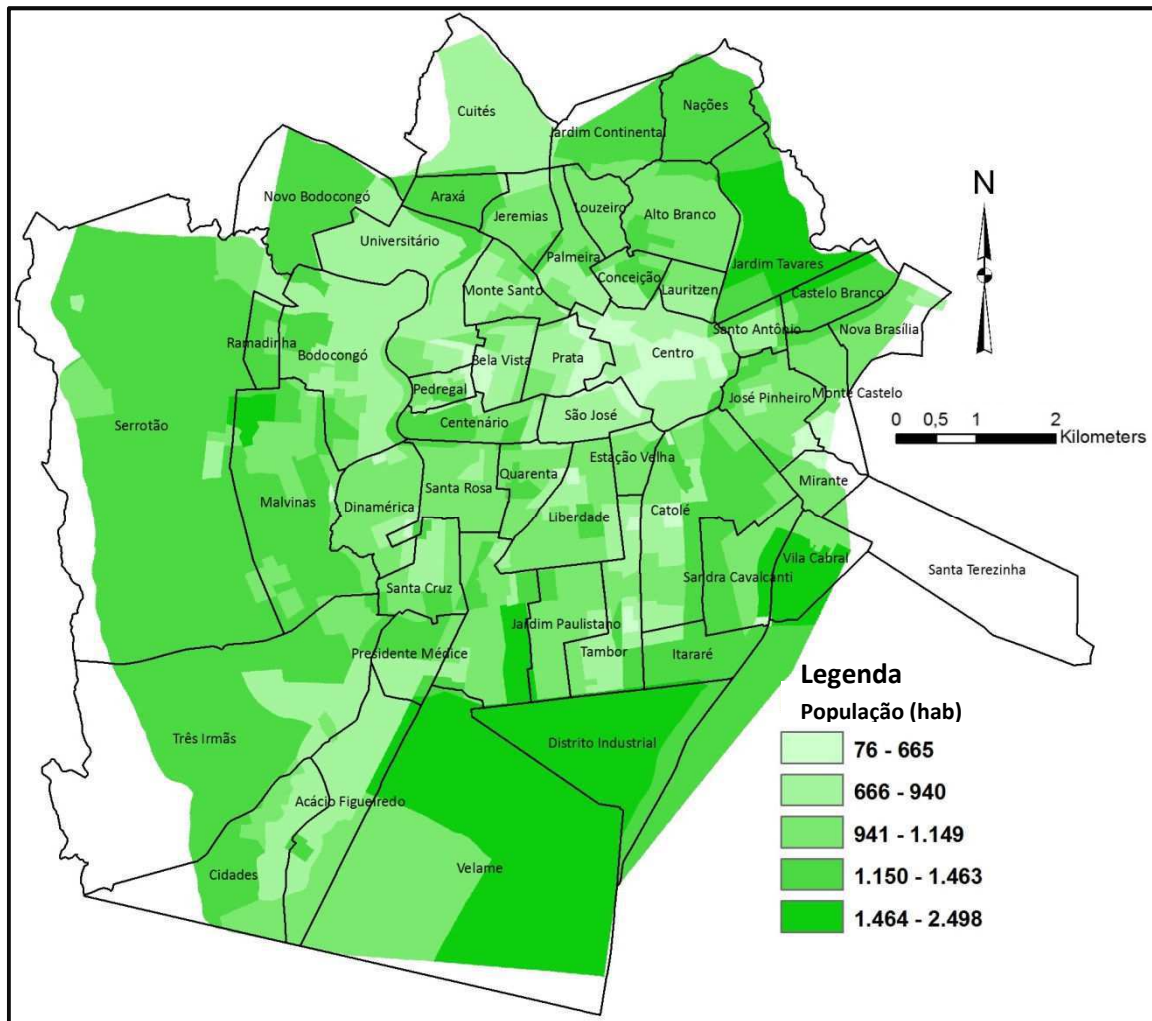 Cuités
Nações
Jardim Continental
Novo Bodocongó
Araxá
Louzeiro
Jeremias
Alto Branco
Universitário
Palmeira
Jardim Tavares
Conceição
Monte Santo
Lauritzen
Castelo Branco
Santo Antônio
Nova Brasília
Ramadinha
Bodocongó
Bela Vista
Prata
Centro
Pedregal
José Pinheiro
Monte Castelo
São José
Centenário
Serrotão
Estação Velha
Quarenta
Mirante
Santa Rosa
Malvinas
Dinamérica
Liberdade
Catolé
Vila Cabral
Santa Terezinha
Sandra Cavalcanti
Santa Cruz
Jardim Paulistano
Presidente Médice
Tambor
Itararé
Três Irmãs
Distrito Industrial
Acácio Figueiredo
Velame
Cidades
N
0 0,5 1 2
Kilometers
Legenda
População (hab)
76 - 665
666 - 940
941 - 1.149
1.150 - 1.463
1.464 - 2.498